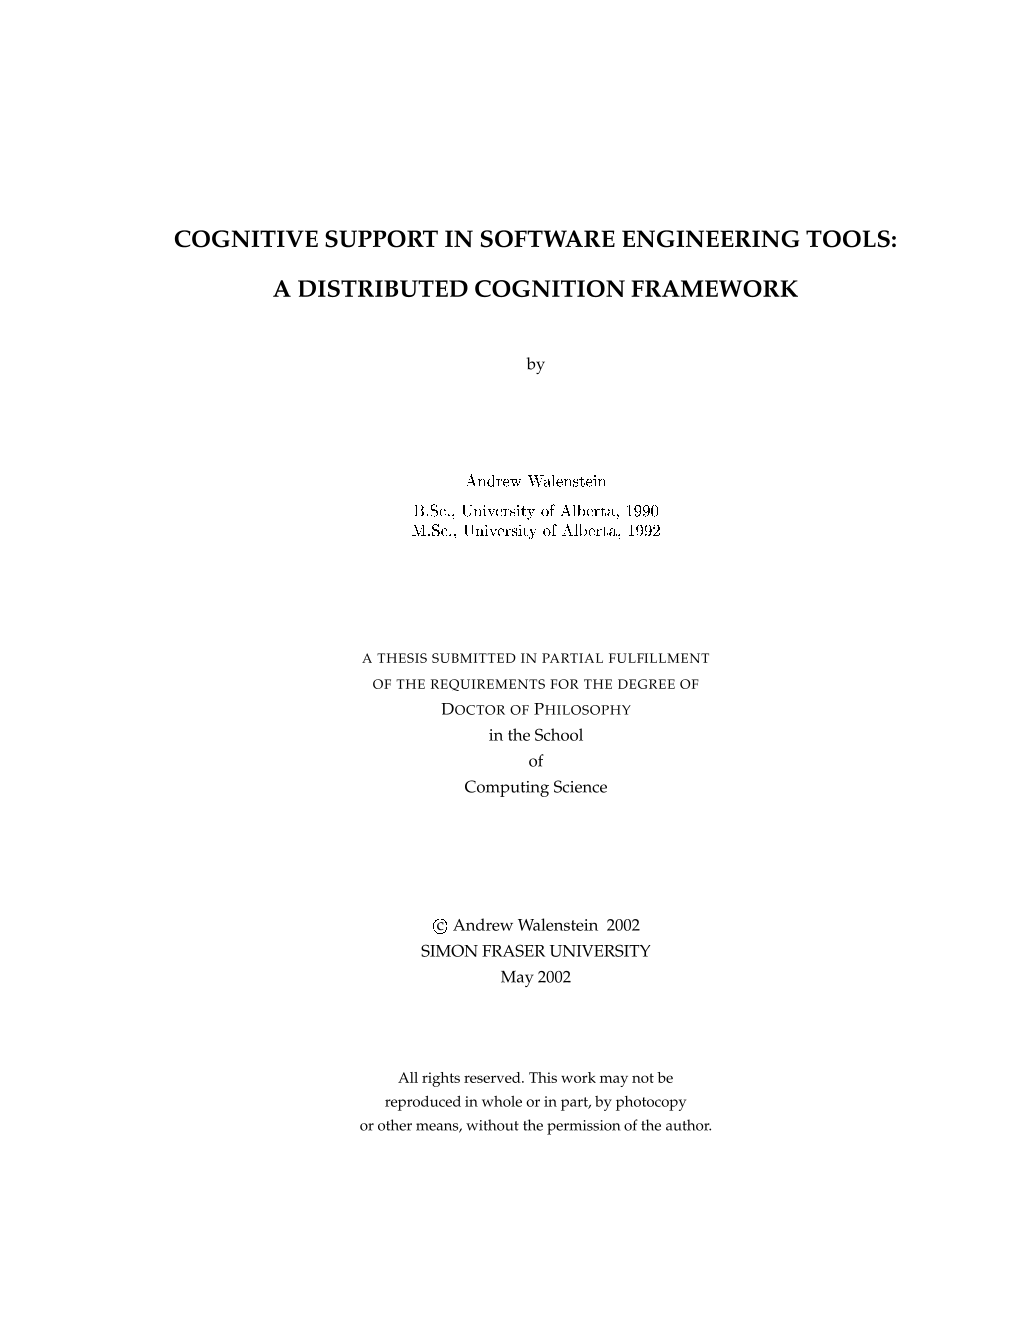 COGNITIVE SUPPORT IN SOFTWARE ENGINEERING TOOLS:
A DISTRIBUTED COGNITION FRAMEWORK
by
Andrew Walenstein
B.Sc., University of Alberta, 1990
M.Sc., University of Alberta, 1992
A THESIS SUBMITTED IN PARTIAL FULFILLMENT
OF THE REQUIREMENTS FOR THE DEGREE OF
DOCTOR OF PHILOSOPHY
in the School
of
Computing Science
© Andrew Walenstein 2002
SIMON FRASER UNIVERSITY
May 2002
All rights reserved. This work may not be
reproduced in whole or in part, by photocopy
or other means, without the permission of the author.